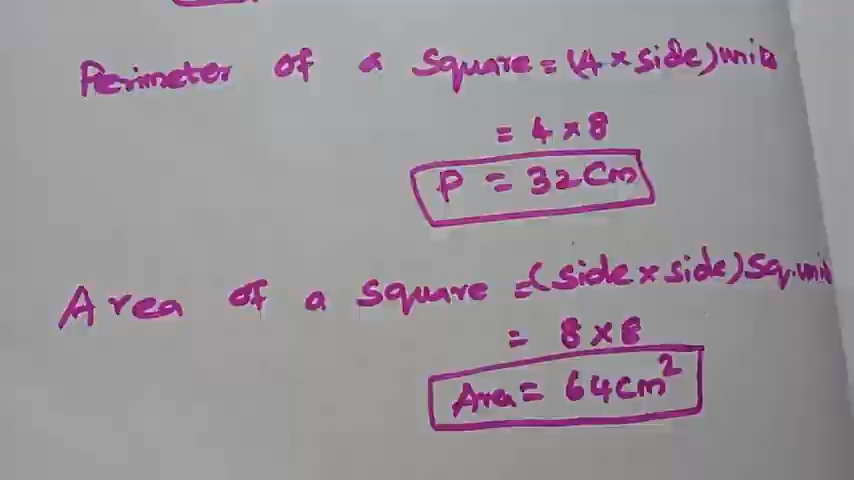 Perimeter of a square = (4 × side) units
= 4 × 8
P = 32 Cm
Area of a square = (side × side) Sq. unit
= 8 × 8
Area = 64 cm²